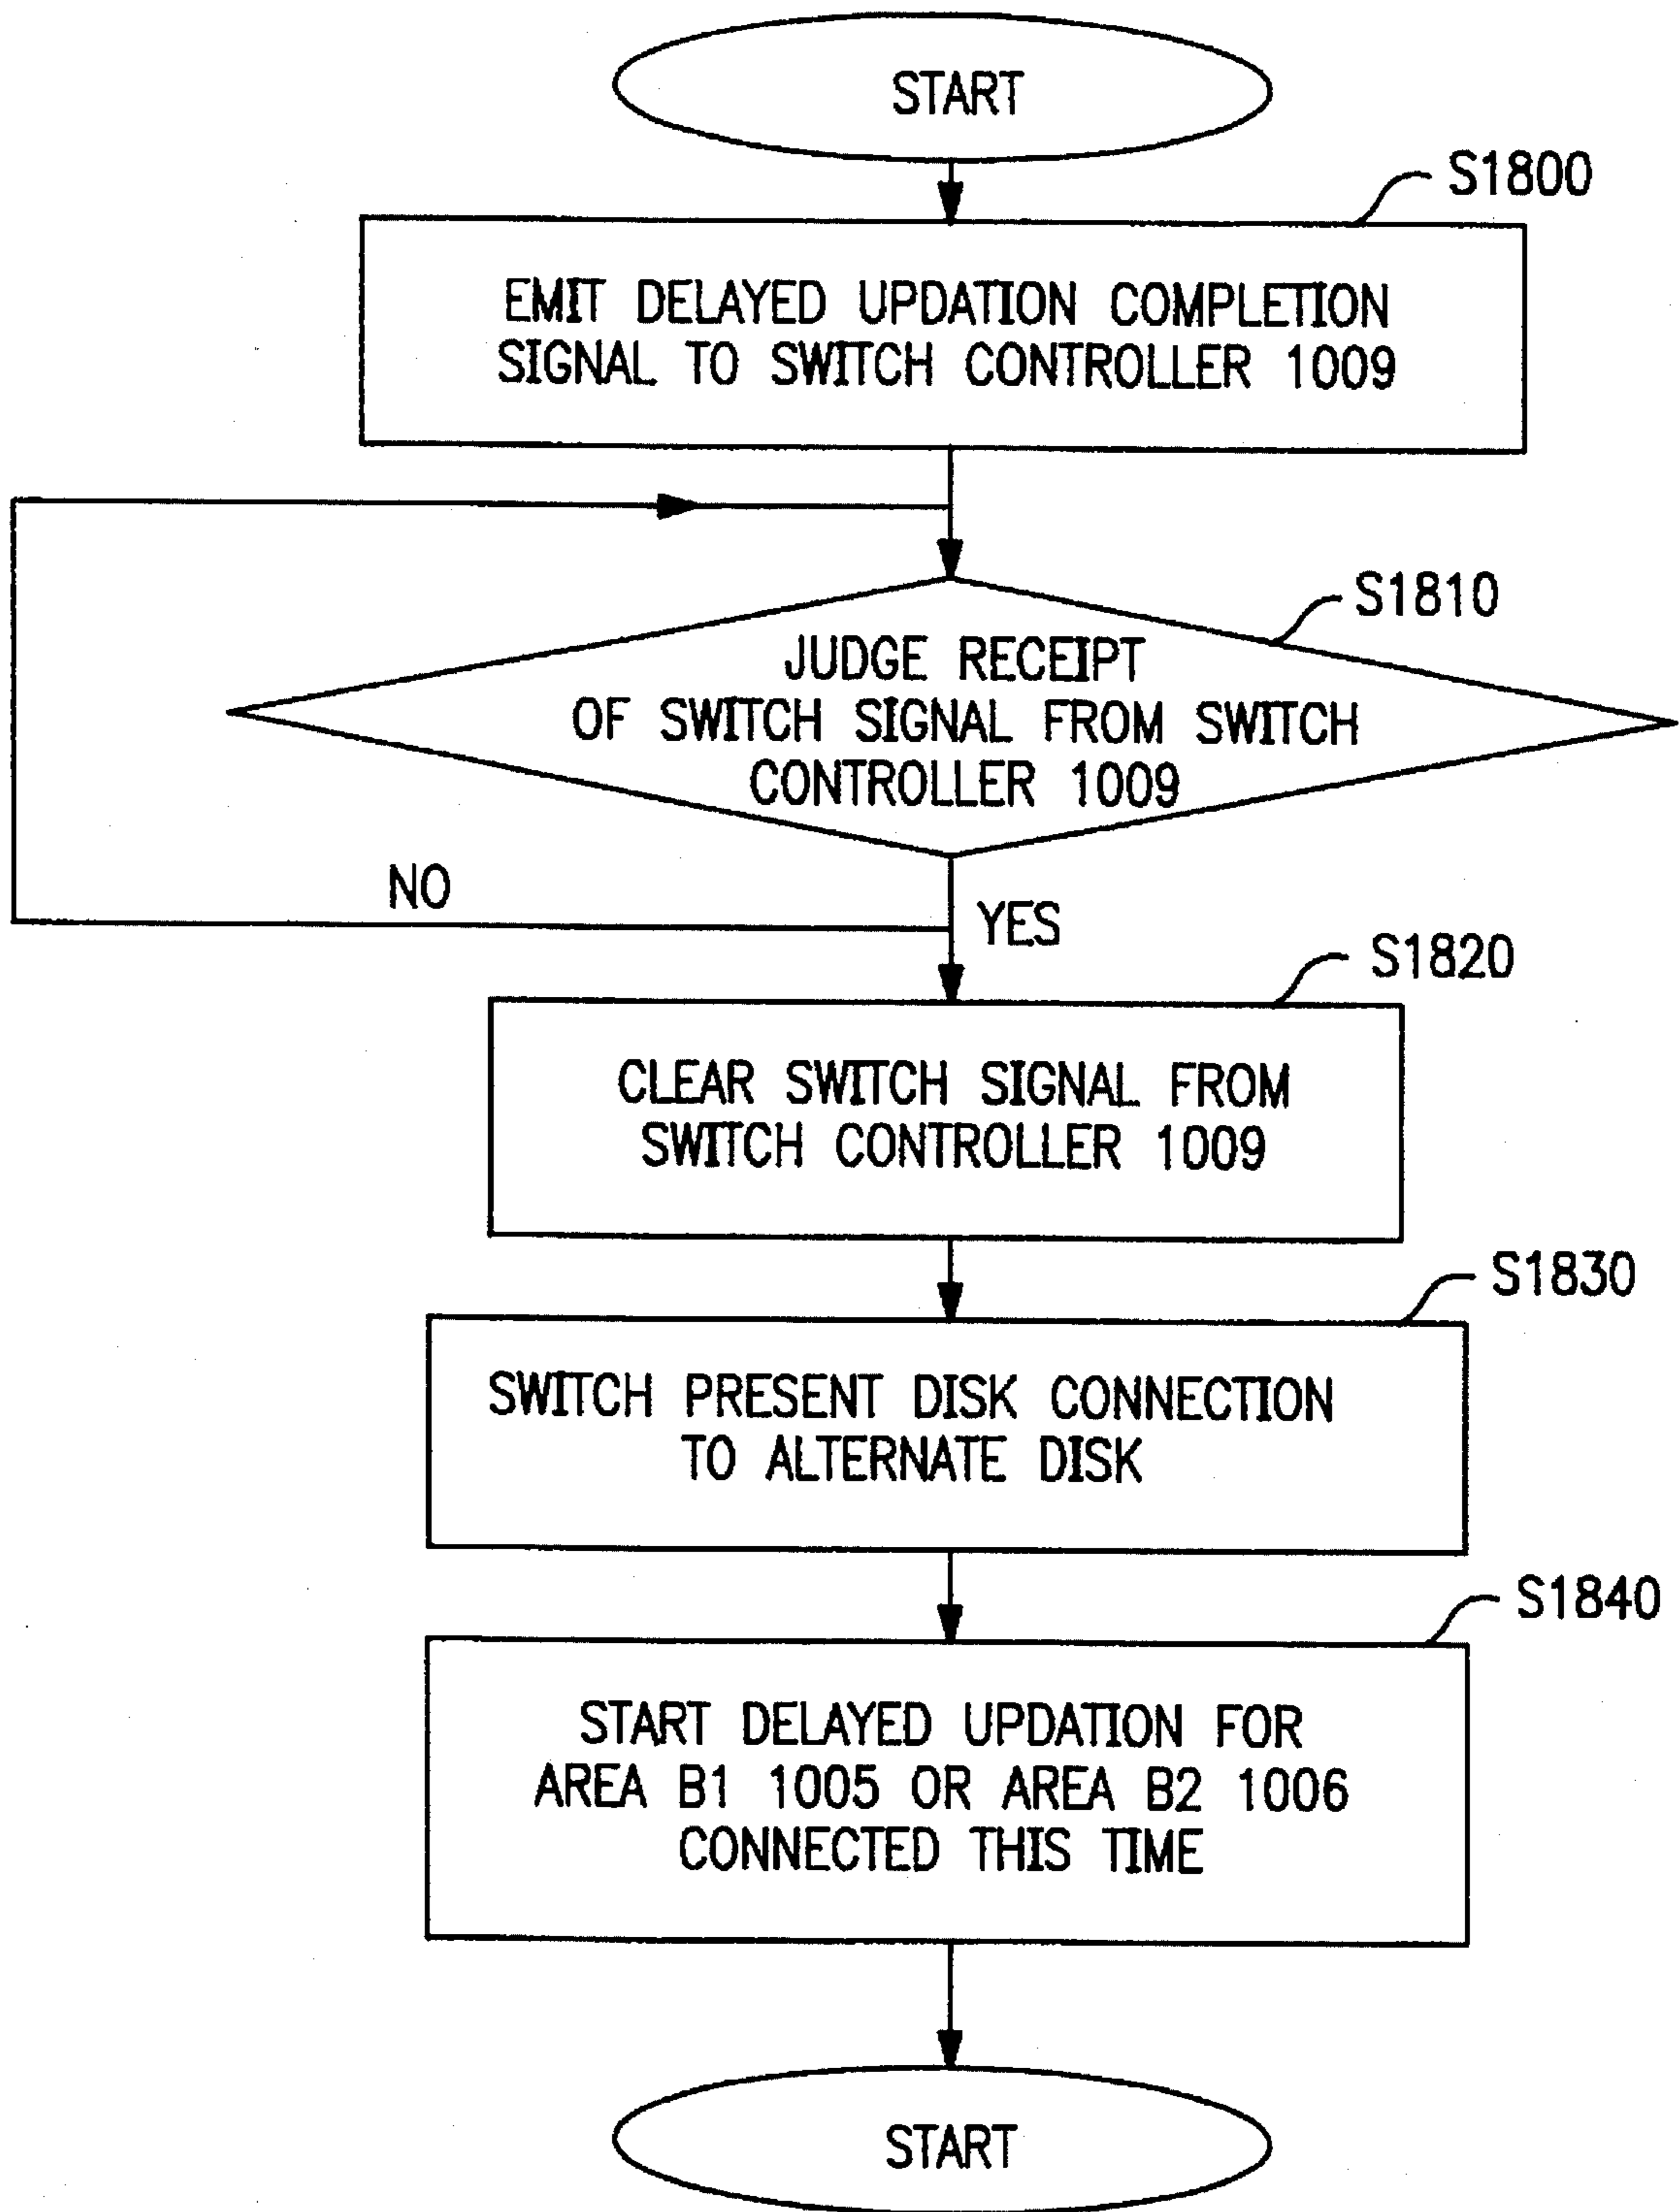 START
S1800
EMIT DELAYED UPDATION COMPLETION
SIGNAL TO SWITCH CONTROLLER 1009
S1810
JUDGE RECEIPT
OF SWITCH SIGNAL FROM SWITCH
CONTROLLER 1009
NO
YES
S1820
CLEAR SWITCH SIGNAL FROM
SWITCH CONTROLLER 1009
S1830
SWITCH PRESENT DISK CONNECTION
TO ALTERNATE DISK
S1840
START DELAYED UPDATION FOR
AREA B1 1005 OR AREA B2 1006
CONNECTED THIS TIME
START